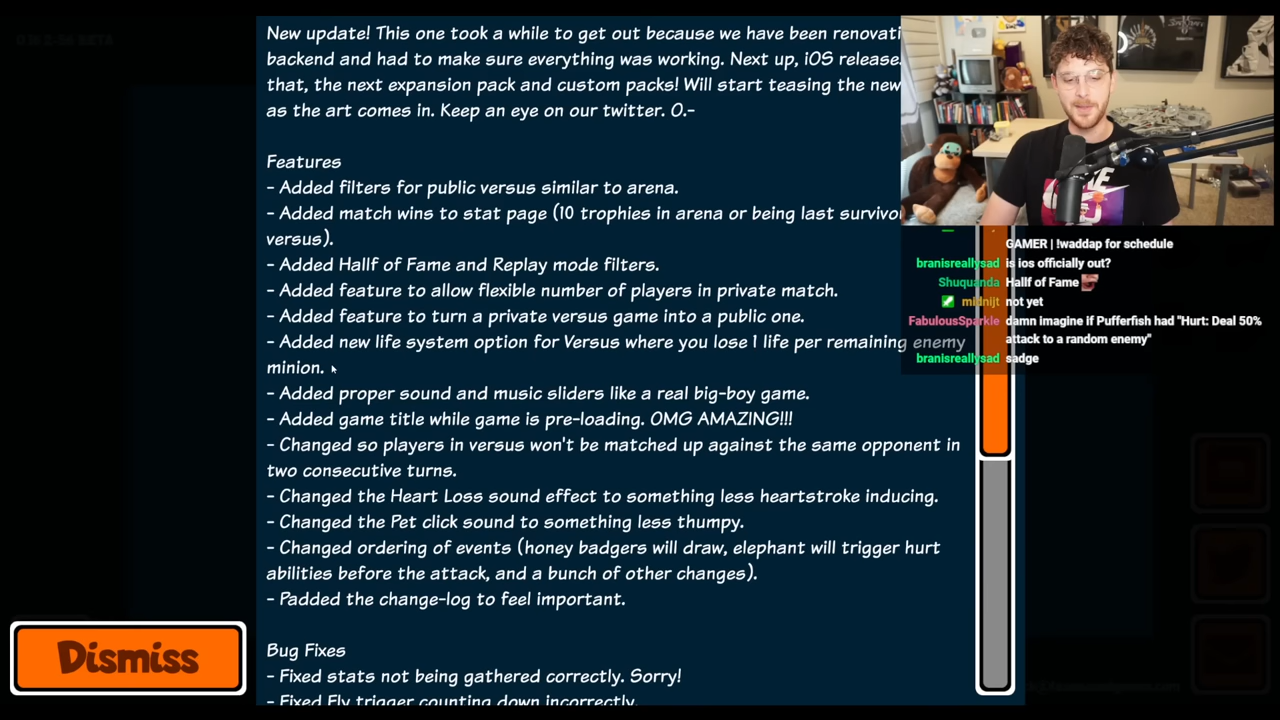 New update! This one took a while to get out because we have been renovati
backend and had to make sure everything was working. Next up, iOS release.
that, the next expansion pack and custom packs! Will start teasing the new
as the art comes in. Keep an eye on our twitter. O.-
Features
- Added filters for public versus similar to arena.
- Added match wins to stat page (10 trophies in arena or being last survivo
versus).
- Added Hallf of Fame and Replay mode filters.
- Added feature to allow flexible number of players in private match.
- Added feature to turn a private versus game into a public one.
- Added new life system option for Versus where you lose 1 life per remaining enemy
minion.
- Added proper sound and music sliders like a real big-boy game.
- Added game title while game is pre-loading. OMG AMAZING!!!
- Changed so players in versus won't be matched up against the same opponent in
two consecutive turns.
- Changed the Heart Loss sound effect to something less heartstroke inducing.
- Changed the Pet click sound to something less thumpy.
- Changed ordering of events (honey badgers will draw, elephant will trigger hurt
abilities before the attack, and a bunch of other changes).
- Padded the change-log to feel important.
Bug Fixes
- Fixed stats not being gathered correctly. Sorry!
- Fixed Fly trigger counting down incorrectly.
Dismiss
GAMER | !waddap for schedule
branisreallysad is ios officially out?
Shuquanda Hallf of Fame
midnijt not yet
FabulousSparkle damn imagine if Pufferfish had "Hurt: Deal 50%
attack to a random enemy"
branisreallysad sadge